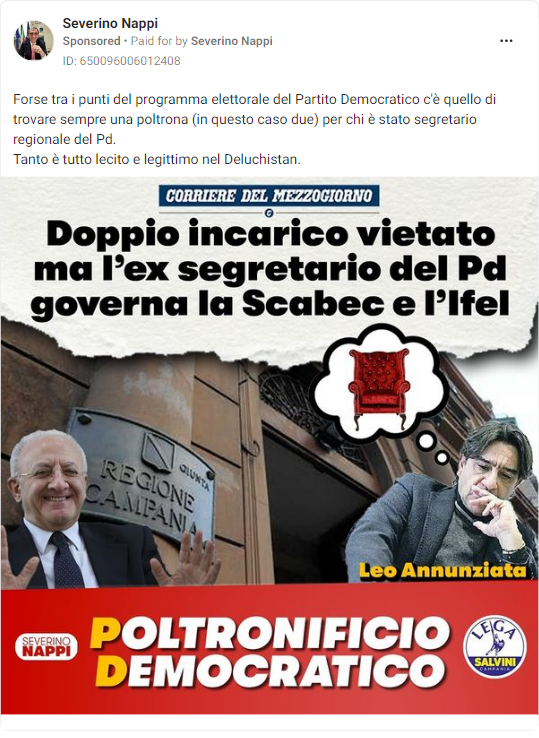 Severino Nappi
Sponsored • Paid for by Severino Nappi
ID: 650096006012408
Forse tra i punti del programma elettorale del Partito Democratico c'è quello di
trovare sempre una poltrona (in questo caso due) per chi è stato segretario
regionale del Pd.
Tanto è tutto lecito e legittimo nel Deluchistan.
CORRIERE DEL MEZZOGIORNO
Doppio incarico vietato
ma l'ex segretario del Pd
governa la Scabec e l'Ifel
GIUNTA
REGIONE
CAMPANIA
Leo Annunziata
SEVERINO
NAPPI
POLTRONIFICIO
DEMOCRATICO
LEGA
SALVINI
CAMPANIA